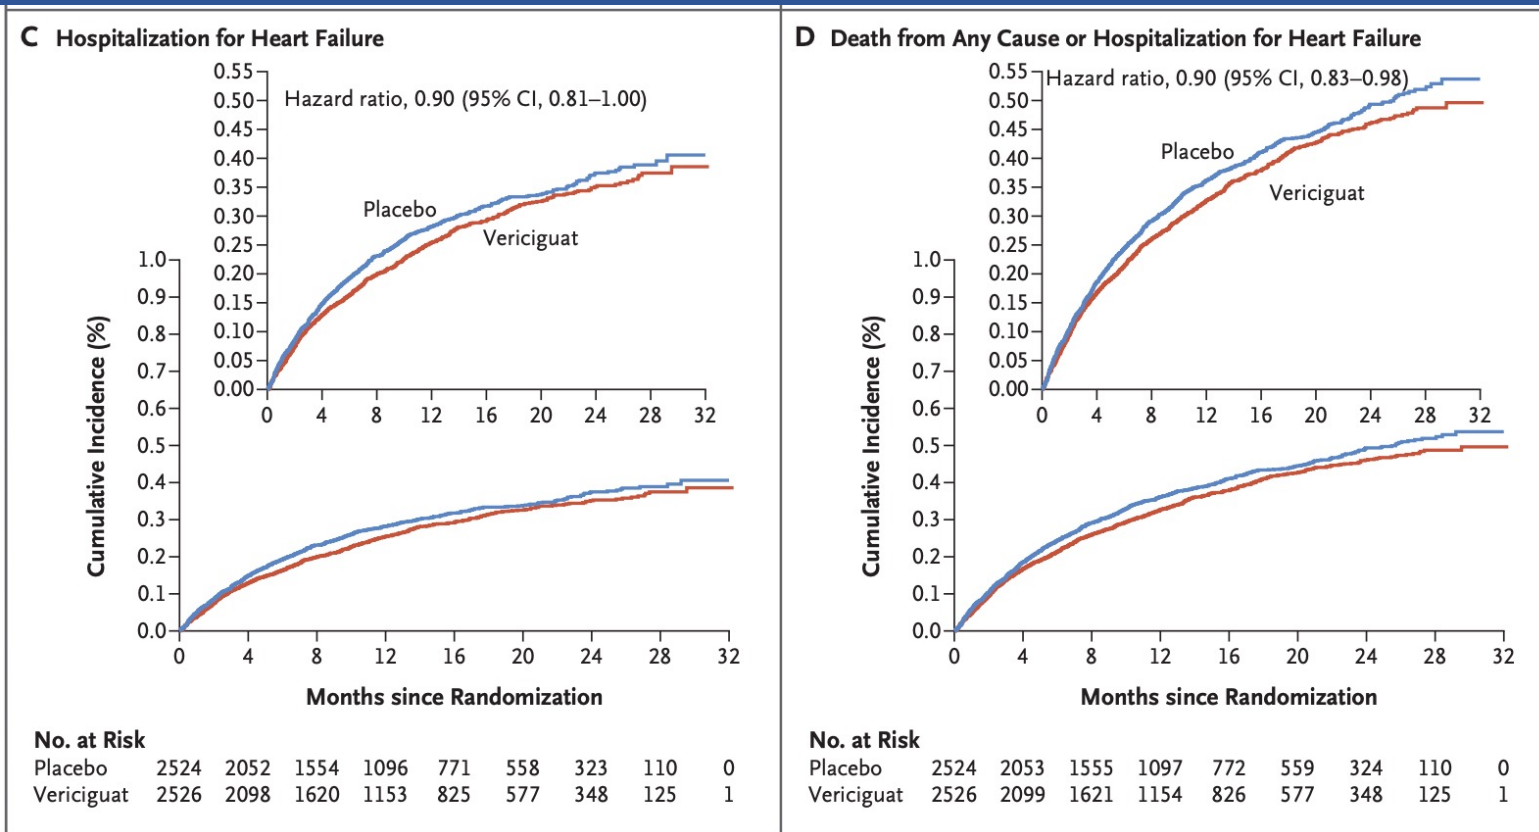 C Hospitalization for Heart Failure
0.55
0.50
0.45
0.40
0.35
0.30
0.25
0.20
0.15
0.10
0.05
0.00
Hazard ratio, 0.90 (95% CI, 0.81–1.00)
Placebo
Vericiguat
0 4 8 12 16 20 24 28 32
1.0
0.9
0.8
0.7
0.6
0.5
0.4
0.3
0.2
0.1
0.0
Cumulative Incidence (%)
0 4 8 12 16 20 24 28 32
Months since Randomization
No. at Risk
Placebo 2524 2052 1554 1096 771 558 323 110 0
Vericiguat 2526 2098 1620 1153 825 577 348 125 1
D Death from Any Cause or Hospitalization for Heart Failure
0.55
0.50
0.45
0.40
0.35
0.30
0.25
0.20
0.15
0.10
0.05
0.00
Hazard ratio, 0.90 (95% CI, 0.83–0.98)
Placebo
Vericiguat
0 4 8 12 16 20 24 28 32
1.0
0.9
0.8
0.7
0.6
0.5
0.4
0.3
0.2
0.1
0.0
Cumulative Incidence (%)
0 4 8 12 16 20 24 28 32
Months since Randomization
No. at Risk
Placebo 2524 2053 1555 1097 772 559 324 110 0
Vericiguat 2526 2099 1621 1154 826 577 348 125 1